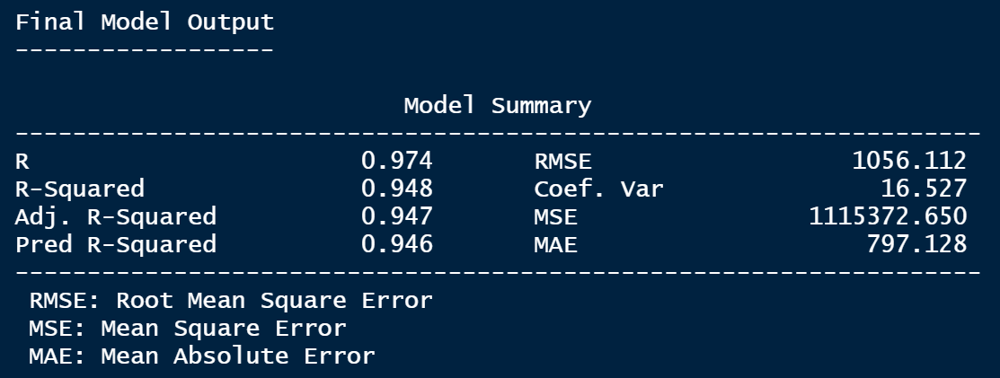 Final Model Output
------------------
Model Summary
-------------------------------------------------------------------
R 0.974 RMSE 1056.112
R-Squared 0.948 Coef. Var 16.527
Adj. R-Squared 0.947 MSE 1115372.650
Pred R-Squared 0.946 MAE 797.128
-------------------------------------------------------------------
RMSE: Root Mean Square Error
MSE: Mean Square Error
MAE: Mean Absolute Error